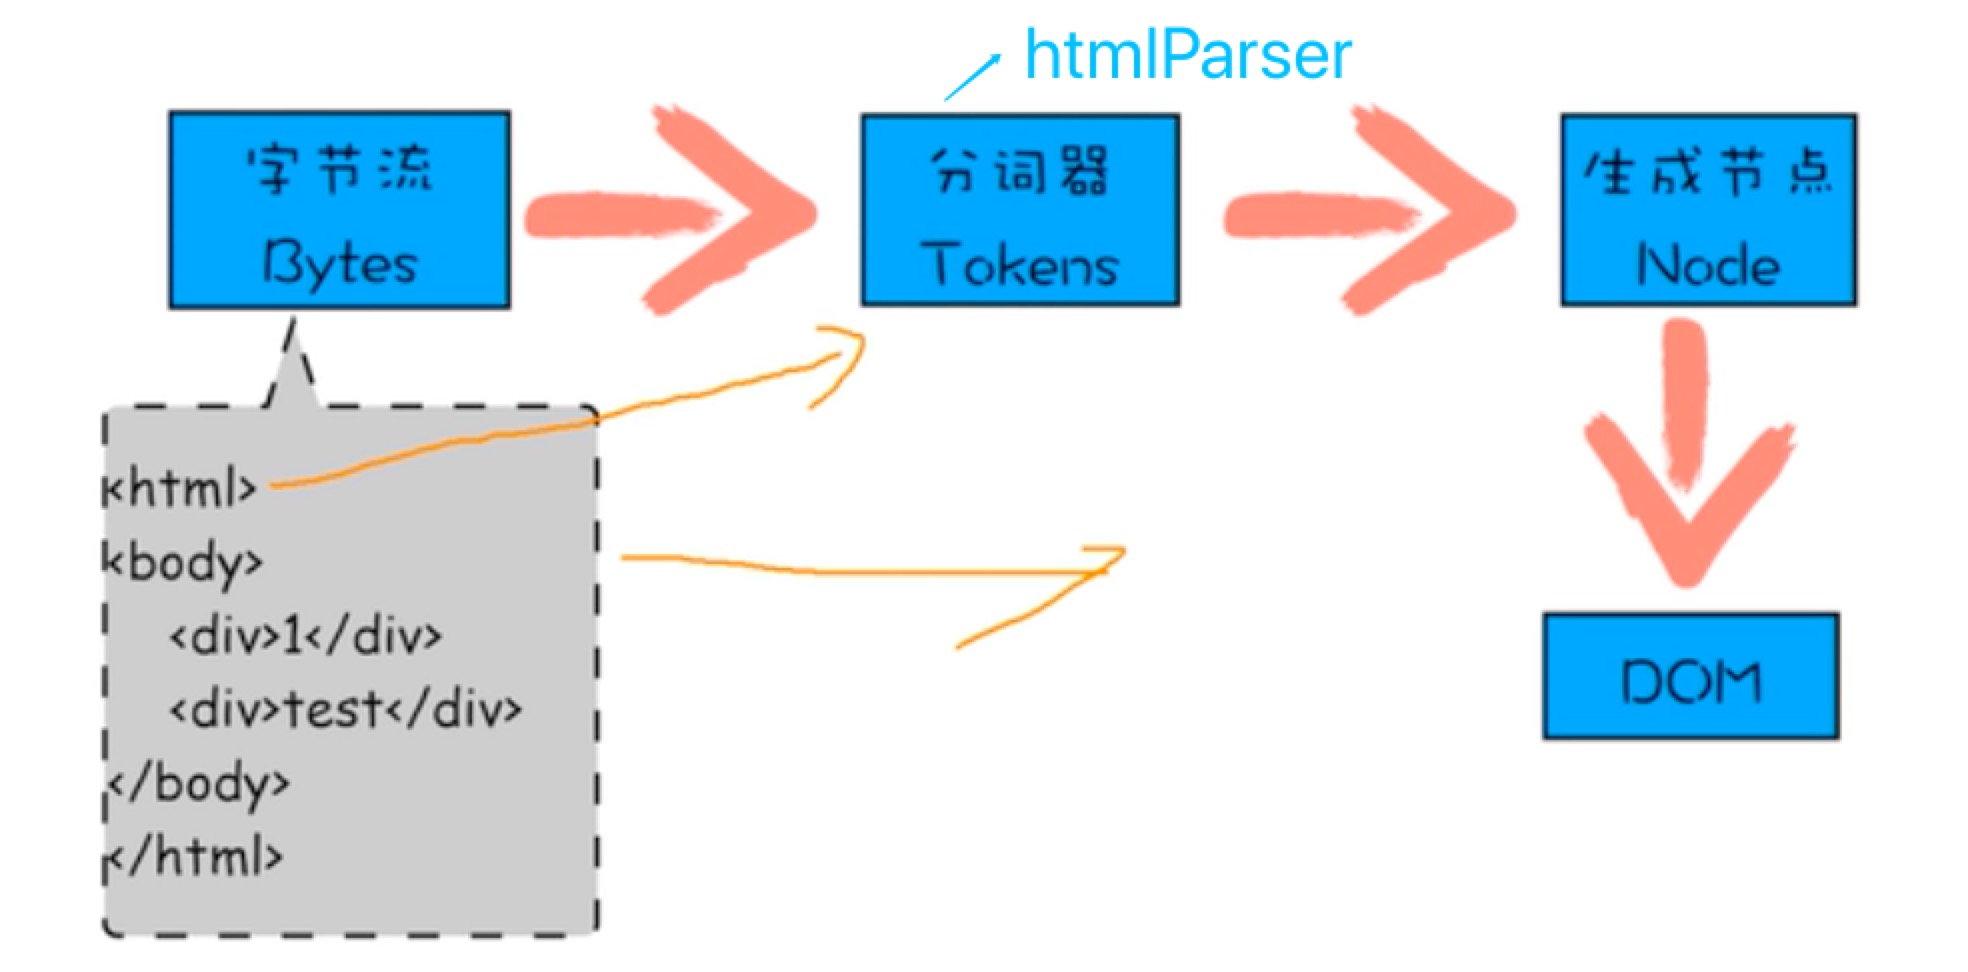 htmlParser
字节流
Bytes
分词器
Tokens
生成节点
Node
<html>
<body>
<div>1</div>
<div>test</div>
</body>
</html>
DOM